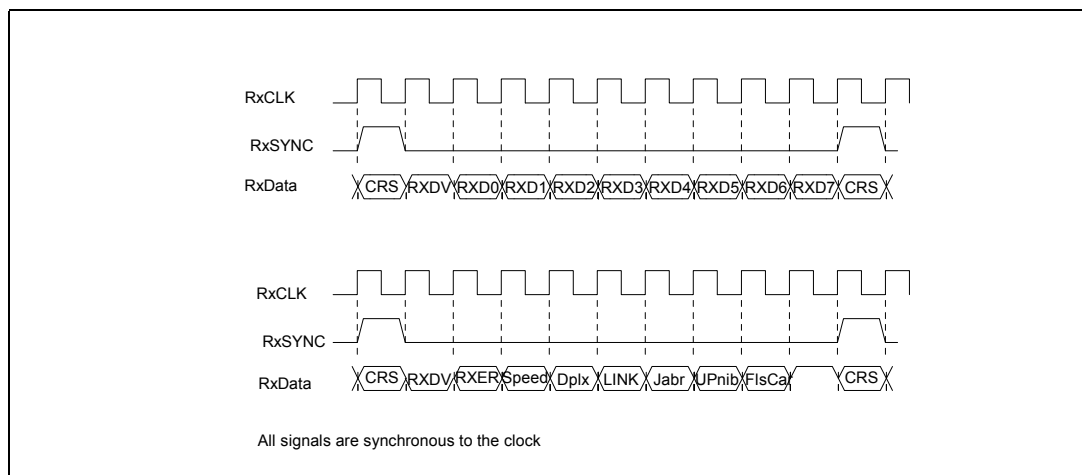 RxCLK
RxSYNC
RxData CRS RXDV RXD0 RXD1 RXD2 RXD3 RXD4 RXD5 RXD6 RXD7 CRS
RxCLK
RxSYNC
RxData CRS RXDV RXER Speed Dplx LINK Jabr UPnib FlsCar CRS
All signals are synchronous to the clock